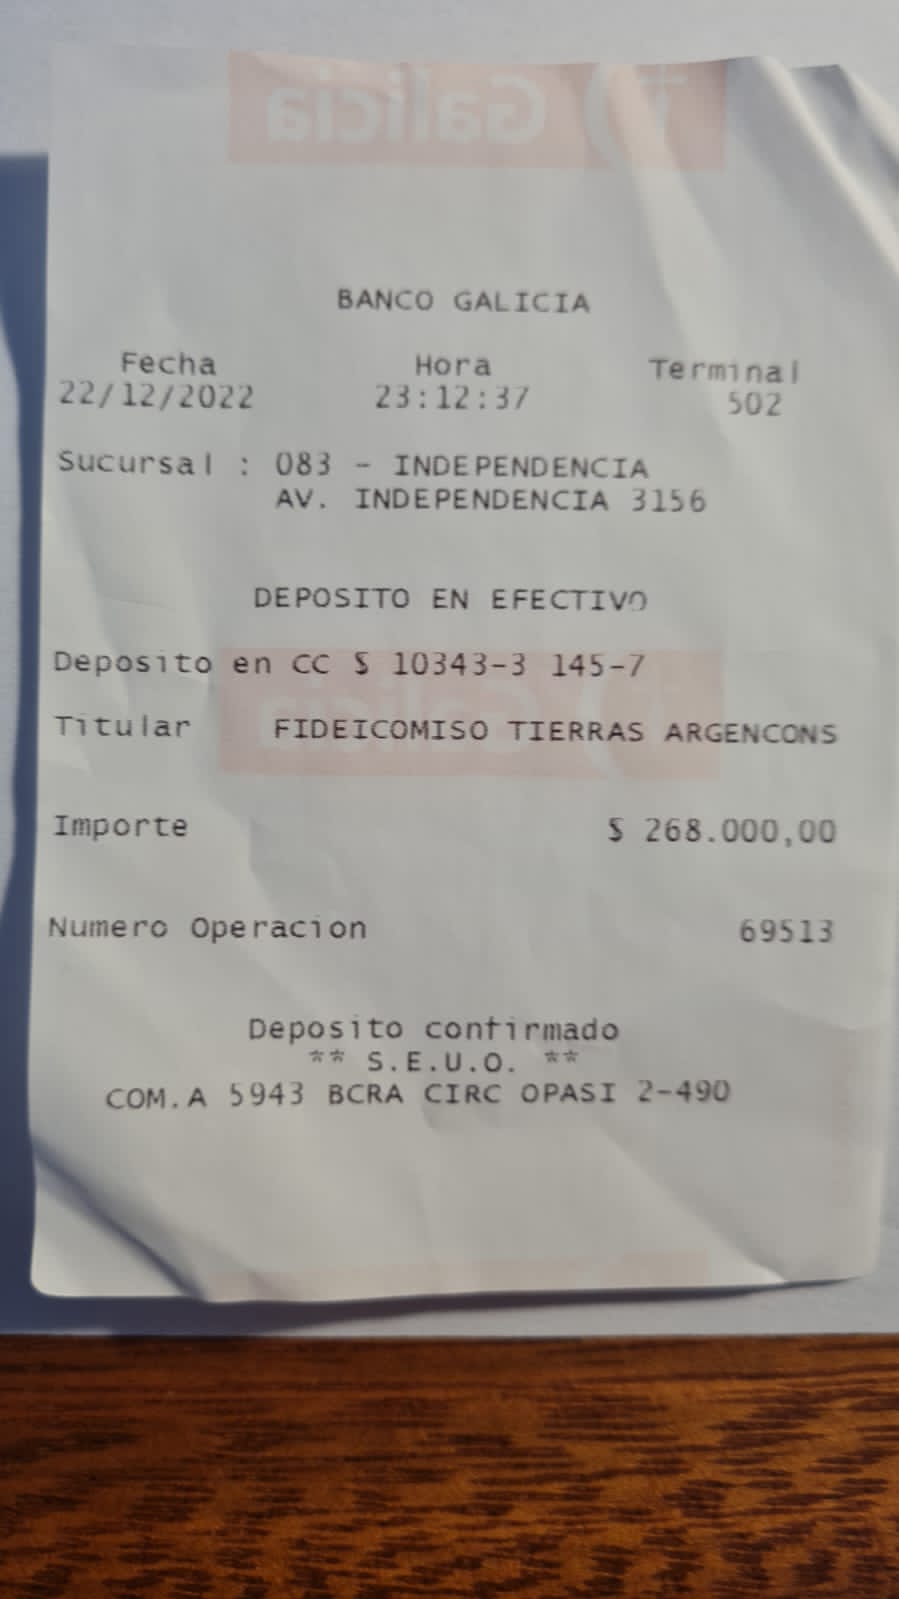 Galicia
BANCO GALICIA
Fecha Hora Terminal
22/12/2022 23:12:37 502
Sucursal : 083 - INDEPENDENCIA
AV. INDEPENDENCIA 3156
DEPOSITO EN EFECTIVO
Deposito en CC $ 10343-3 145-7
Galicia
Titular FIDEICOMISO TIERRAS ARGENCONS
Importe $ 268.000,00
Numero Operacion 69513
Deposito confirmado
** S.E.U.O. **
COM.A 5943 BCRA CIRC OPASI 2-490